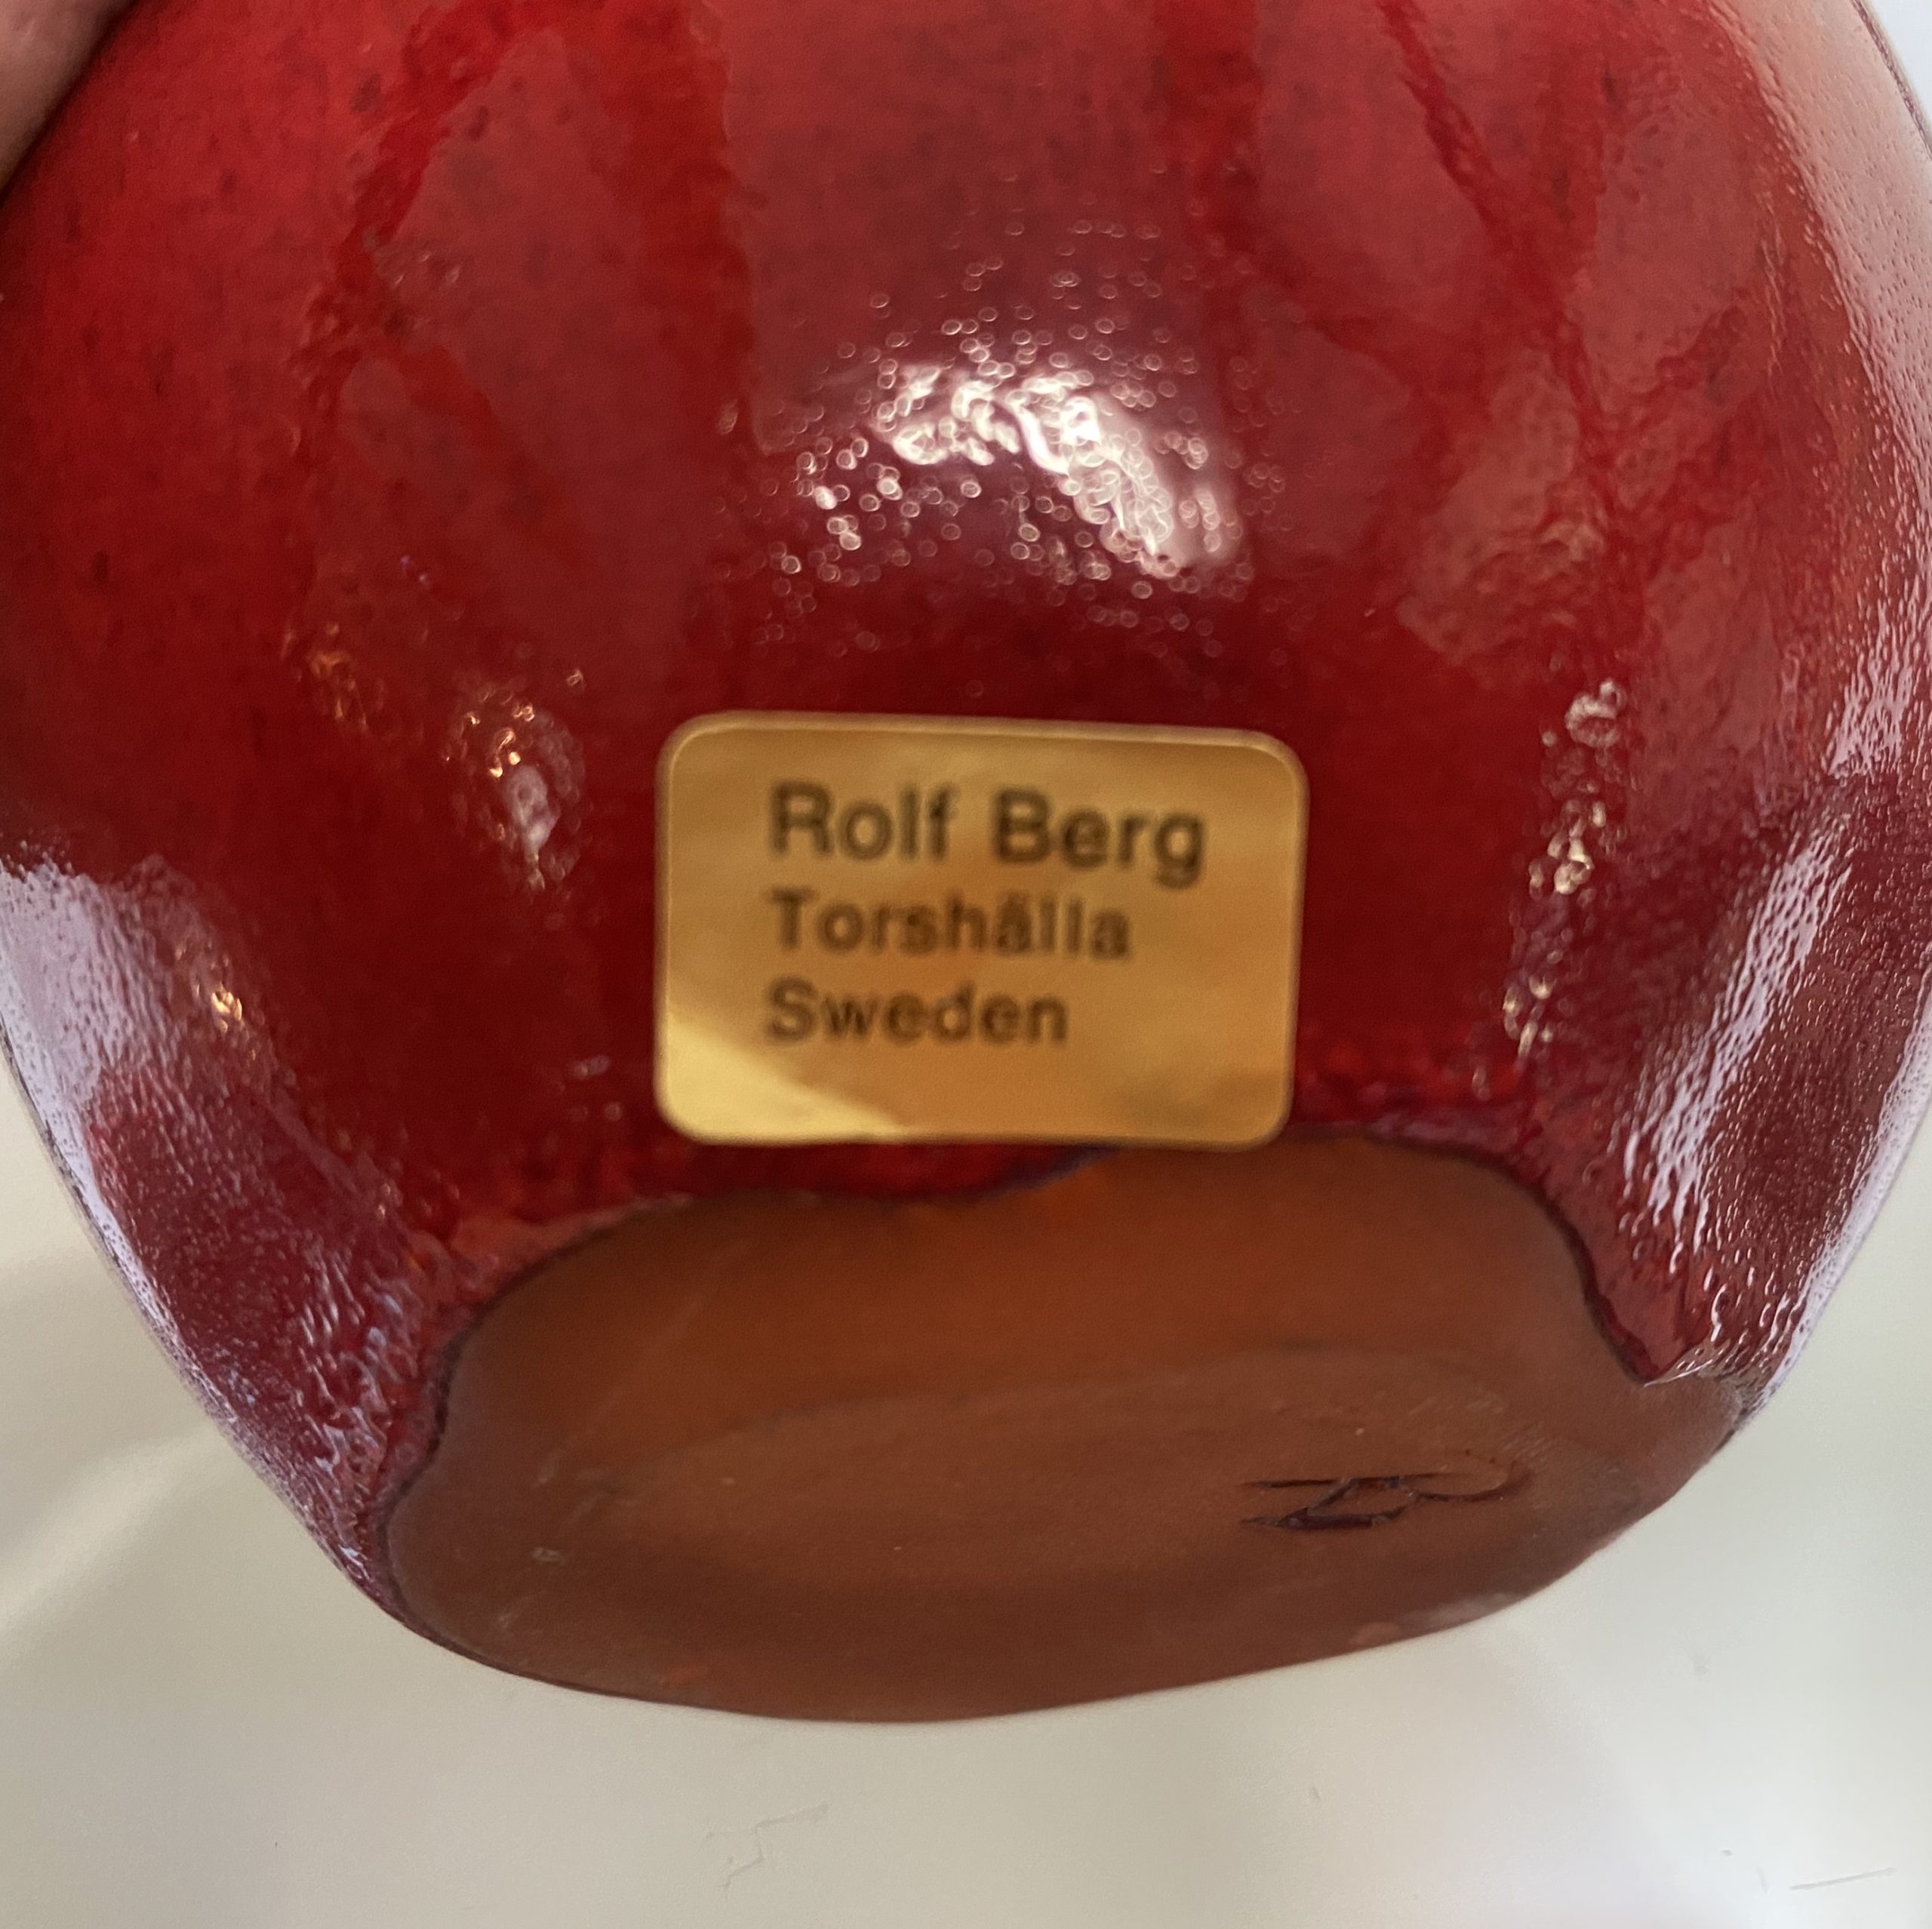 Rolf Berg
Torshälla
Sweden